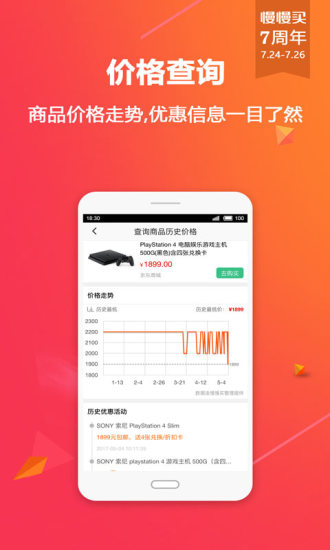 慢慢买
7周年
7.24-7.26
价格查询
商品价格走势,优惠信息一目了然
18:30
100
查询商品历史价格
PlayStation 4 电脑娱乐游戏主机
500G(黑色)含四张兑换卡
¥1899.00
京东商城
去购买
价格走势
历史最低
历史最低价: ¥1899
2300
2200
2100
2000
1900
1800
1899
1-13
2-4
2-26
3-21
4-12
5-4
数据由慢慢买整理提供
历史优惠活动
SONY 索尼 PlayStation 4 Slim
1899元包邮、送4张兑换/折扣卡
SONY 索尼 playstation 4 游戏主机 500G（含四...